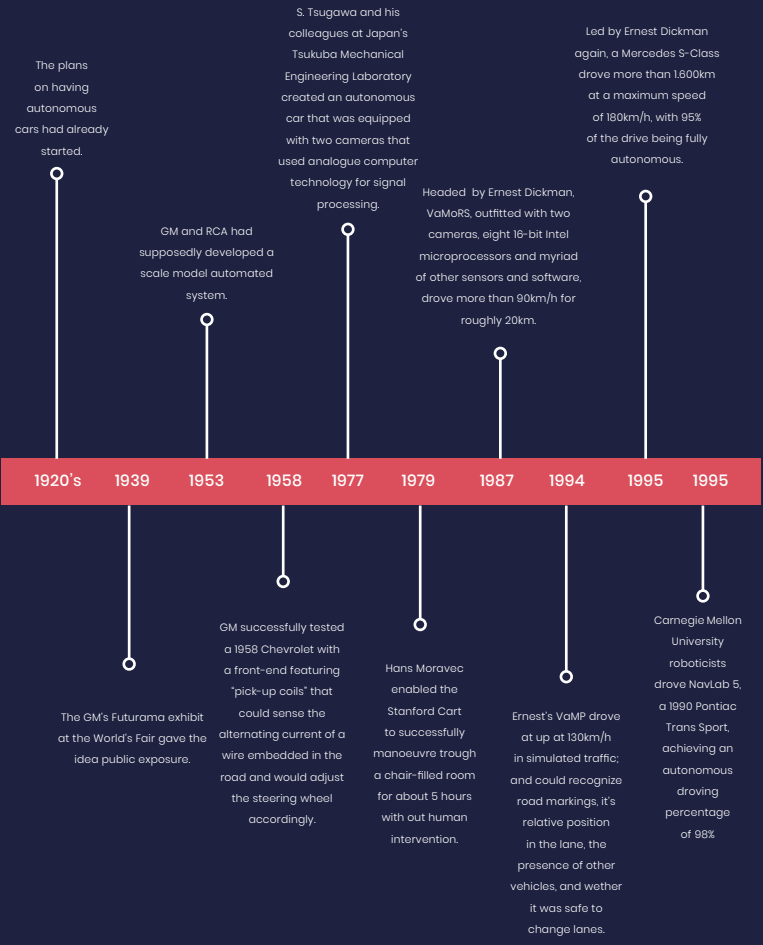 The plans
on having
autonomous
cars had already
started.
GM and RCA had
supposedly developed a
scale model automated
system.
S. Tsugawa and his
colleagues at Japan's
Tsukuba Mechanical
Engineering Laboratory
created an autonomous
car that was equipped
with two cameras that
used analogue computer
technology for signal
processing.
Headed by Ernest Dickman,
VaMoRS, outfitted with two
cameras, eight 16-bit Intel
microprocessors and myriad
of other sensors and software,
drove more than 90km/h for
roughly 20km.
Led by Ernest Dickman
again, a Mercedes S-Class
drove more than 1.600km
at a maximum speed
of 180km/h, with 95%
of the drive being fully
autonomous.
1920's 1939 1953 1958 1977 1979 1987 1994 1995 1995
The GM's Futurama exhibit
at the World's Fair gave the
idea public exposure.
GM successfully tested
a 1958 Chevrolet with
a front-end featuring
"pick-up coils" that
could sense the
alternating current of a
wire embedded in the
road and would adjust
the steering wheel
accordingly.
Hans Moravec
enabled the
Stanford Cart
to successfully
manoeuvre trough
a chair-filled room
for about 5 hours
with out human
intervention.
Ernest's VaMP drove
at up at 130km/h
in simulated traffic;
and could recognize
road markings, it's
relative position
in the lane, the
presence of other
vehicles, and wether
it was safe to
change lanes.
Carnegie Mellon
University
roboticists
drove NavLab 5,
a 1990 Pontiac
Trans Sport,
achieving an
autonomous
droving
percentage
of 98%